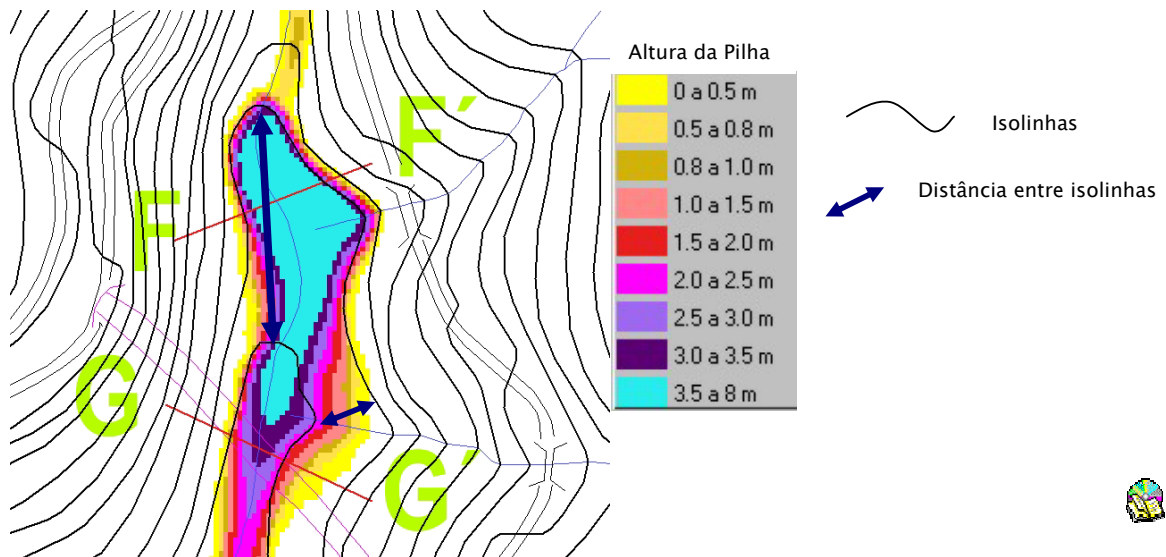 Altura da Pilha
0 a 0.5 m
0.5 a 0.8 m
0.8 a 1.0 m
1.0 a 1.5 m
1.5 a 2.0 m
2.0 a 2.5 m
2.5 a 3.0 m
3.0 a 3.5 m
3.5 a 8 m
Isolinhas
Distância entre isolinhas
F´
F
G
G´